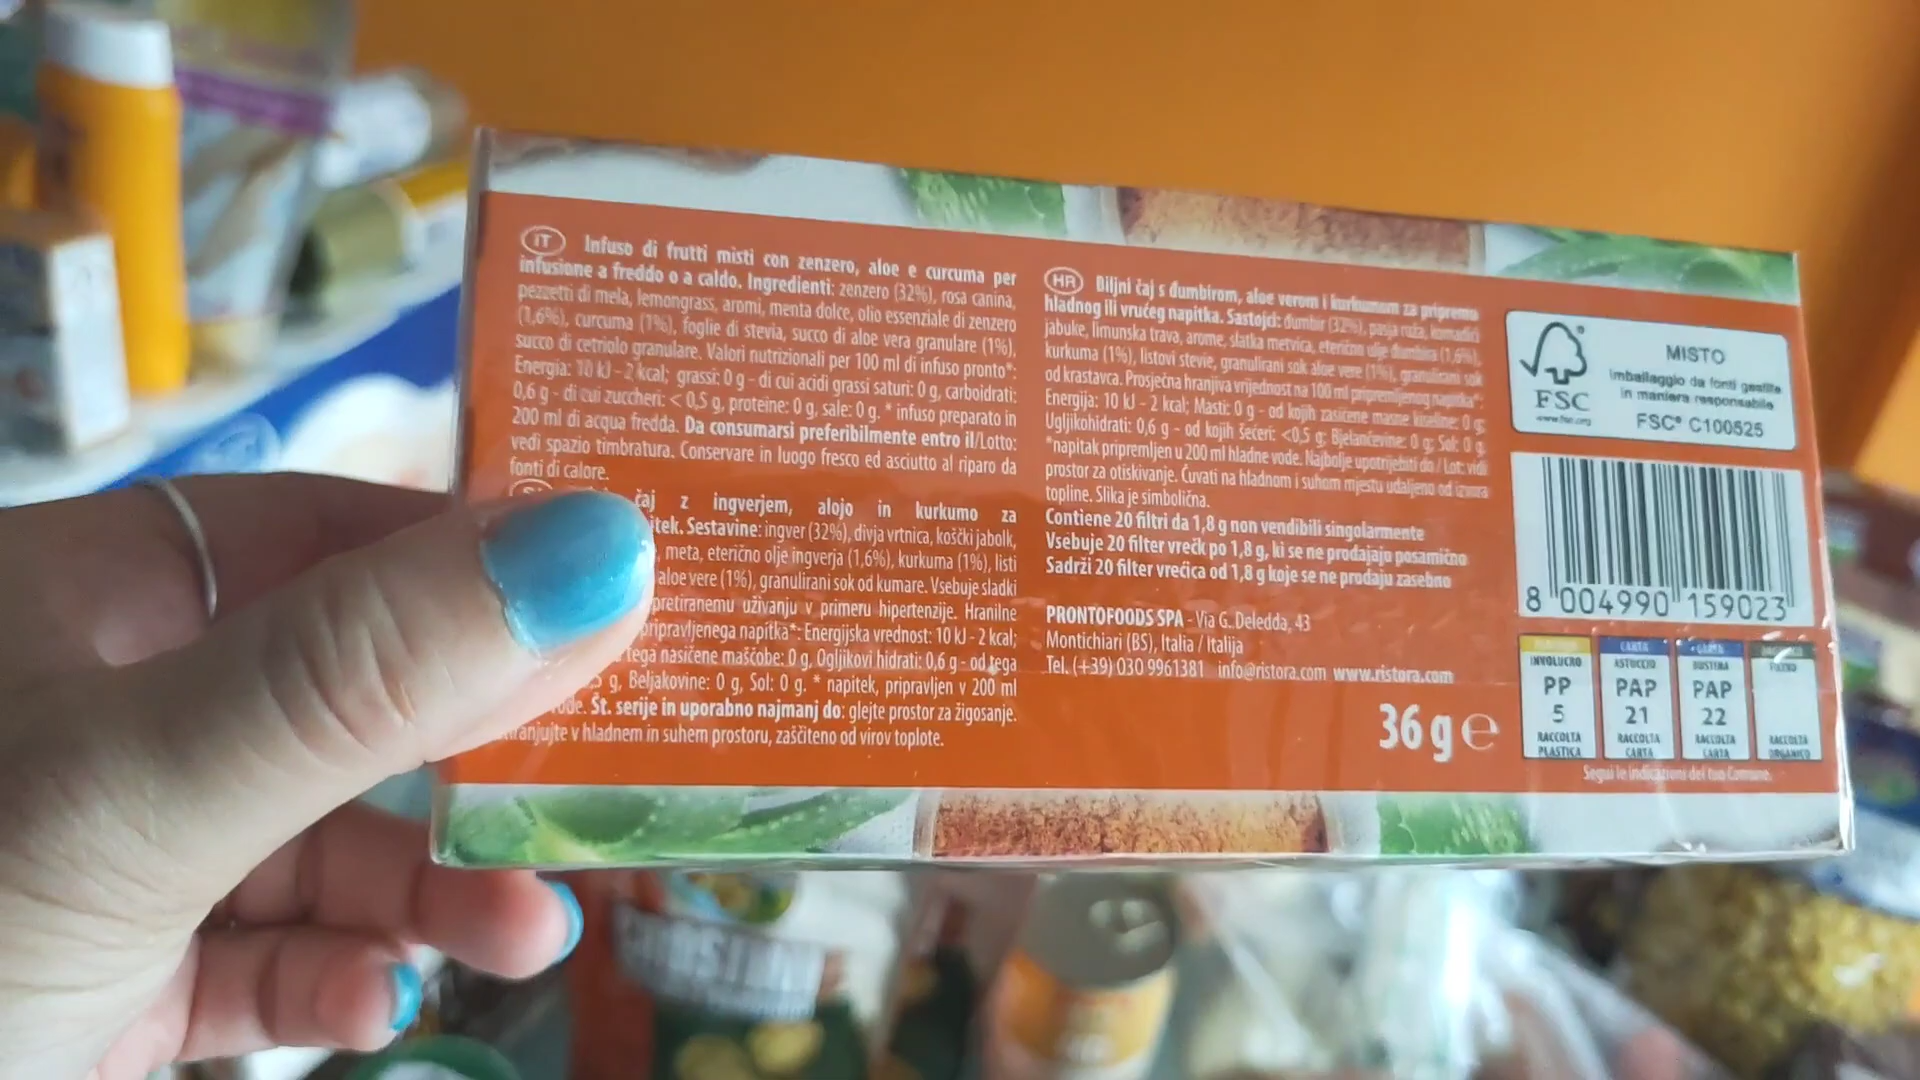 IT Infuso di frutti misti con zenzero, aloe e curcuma per
infusione a freddo o a caldo. Ingredienti: zenzero (32%), rosa canina,
pezzetti di mela, lemongrass, aromi, menta dolce, olio essenziale di zenzero
(1,6%), curcuma (1%), foglie di stevia, succo di aloe vera granulare (1%),
succo di cetriolo granulare. Valori nutrizionali per 100 ml di infuso pronto*:
Energia: 10 kJ - 2 kcal; grassi: 0 g - di cui acidi grassi saturi: 0 g, carboidrati:
0,6 g - di cui zuccheri: < 0,5 g, proteine: 0 g, sale: 0 g. * infuso preparato in
200 ml di acqua fredda. Da consumarsi preferibilmente entro il/Lotto:
vedi spazio timbratura. Conservare in luogo fresco ed asciutto al riparo da
fonti di calore.
čaj z ingverjem, alojo in kurkumo za
Sestavine: ingver (32%), divja vrtnica, koščki jabolk,
meta, eterično olje ingverja (1,6%), kurkuma (1%), listi
aloe vere (1%), granulirani sok od kumare. Vsebuje sladki
pretiranemu uživanju v primeru hipertenzije. Hranilne
pripravljenega napitka*: Energijska vrednost: 10 kJ - 2 kcal;
tega nasičene maščobe: 0 g, Ogljikovi hidrati: 0,6 g - od tega
g, Beljakovine: 0 g, Sol: 0 g. * napitek, pripravljen v 200 ml
Št. serije in uporabno najmanj do: glejte prostor za žigosanje.
v hladnem in suhem prostoru, zaščiteno od virov toplote.
HR Biljni čaj s đumbirom, aloe verom i kurkumom za pripremu
hladnog ili vrućeg napitka. Sastojci: đumbir (32%), pasja ruža, komadići
jabuke, limunska trava, arome, slatka metvica, eterično ulje đumbira (1,6%),
kurkuma (1%), listovi stevie, granulirani sok aloe vere (1%), granulirani sok
od krastavca. Prosječna hranjiva vrijednost na 100 ml pripremljenog napitka*:
Energija: 10 kJ - 2 kcal; Masti: 0 g - od kojih zasićene masne kiseline: 0 g;
Ugljikohidrati: 0,6 g - od kojih šećeri: <0,5 g; Bjelančevine: 0 g; Sol: 0 g.
*napitak pripremljen u 200 ml hladne vode. Najbolje upotrijebiti do / Lot: vidi
prostor za otiskivanje. Čuvati na hladnom i suhom mjestu udaljeno od izvora
topline. Slika je simbolična.
Contiene 20 filtri da 1,8 g non vendibili singolarmente
Vsebuje 20 filter vrečk po 1,8 g, ki se ne prodajajo posamično
Sadrži 20 filter vrećica od 1,8 g koje se ne prodaju zasebno
PRONTOFOODS SPA - Via G. Deledda, 43
Montichiari (BS), Italia / Italija
Tel. (+39) 030 9961381 info@ristora.com www.ristora.com
36 g e
FSC
www.fsc.org
MISTO
Imballaggio da fonti gestite
in maniera responsabile
FSC® C100525
8 004990 159023
INVOLUCRO
PP
5
RACCOLTA
PLASTICA
CARTA
ASTUCCIO
PAP
21
RACCOLTA
CARTA
CARTA
BUSTINA
PAP
22
RACCOLTA
CARTA
FILTRO
RACCOLTA
ORGANICO
Segui le indicazioni del tuo Comune.